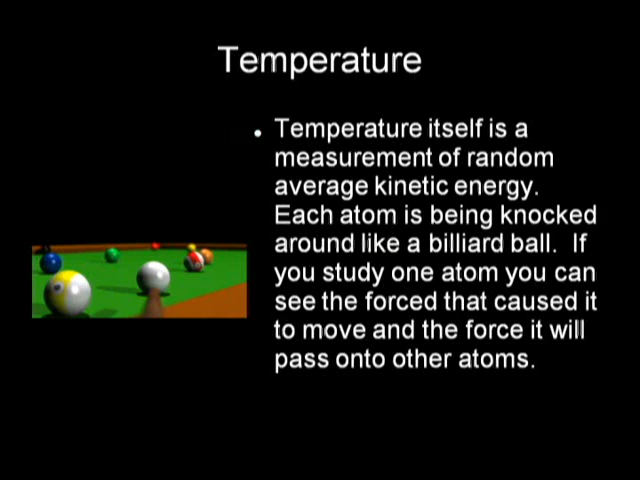 Temperature
• Temperature itself is a
measurement of random
average kinetic energy.
Each atom is being knocked
around like a billiard ball.  If
you study one atom you can
see the forced that caused it
to move and the force it will
pass onto other atoms.